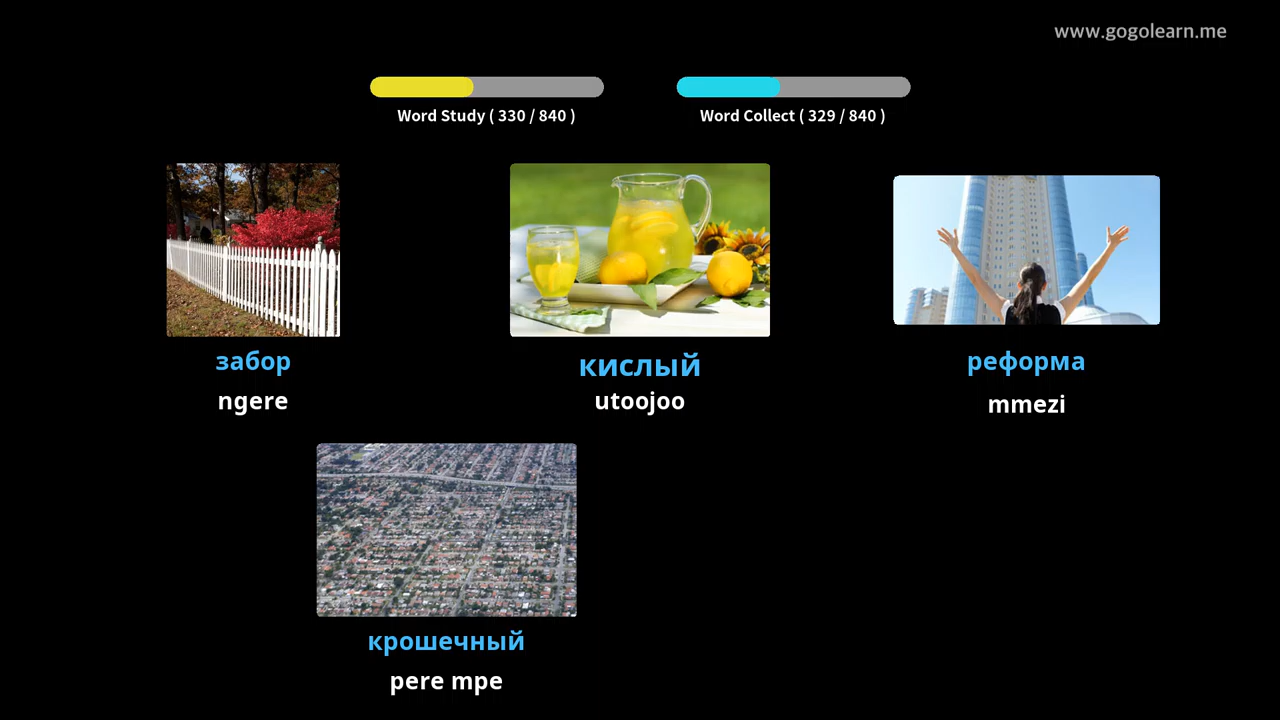 www.gogolearn.me
Word Study ( 330 / 840 )
Word Collect ( 329 / 840 )
забор
ngere
кислый
utoojoo
реформа
mmezi
крошечный
pere mpe